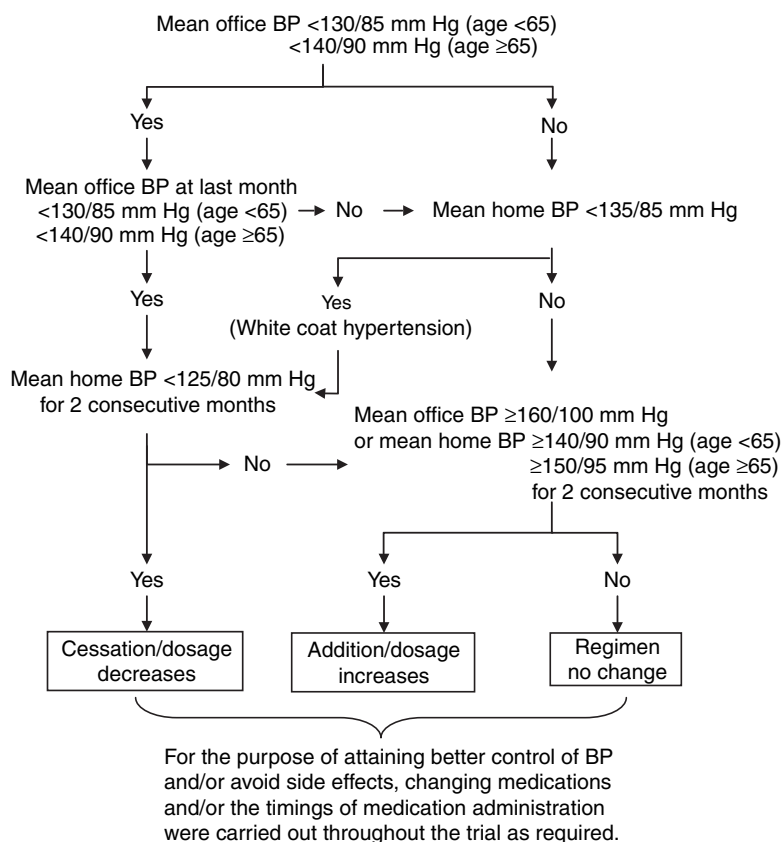 Mean office BP <130/85 mm Hg (age <65)
<140/90 mm Hg (age ≥65)
Yes
No
Mean office BP at last month
<130/85 mm Hg (age <65)
<140/90 mm Hg (age ≥65)
No
Mean home BP <135/85 mm Hg
Yes
Yes
(White coat hypertension)
No
Mean home BP <125/80 mm Hg
for 2 consecutive months
Mean office BP ≥160/100 mm Hg
or mean home BP ≥140/90 mm Hg (age <65)
≥150/95 mm Hg (age ≥65)
for 2 consecutive months
No
Yes
Yes
No
Cessation/dosage
decreases
Addition/dosage
increases
Regimen
no change
For the purpose of attaining better control of BP
and/or avoid side effects, changing medications
and/or the timings of medication administration
were carried out throughout the trial as required.